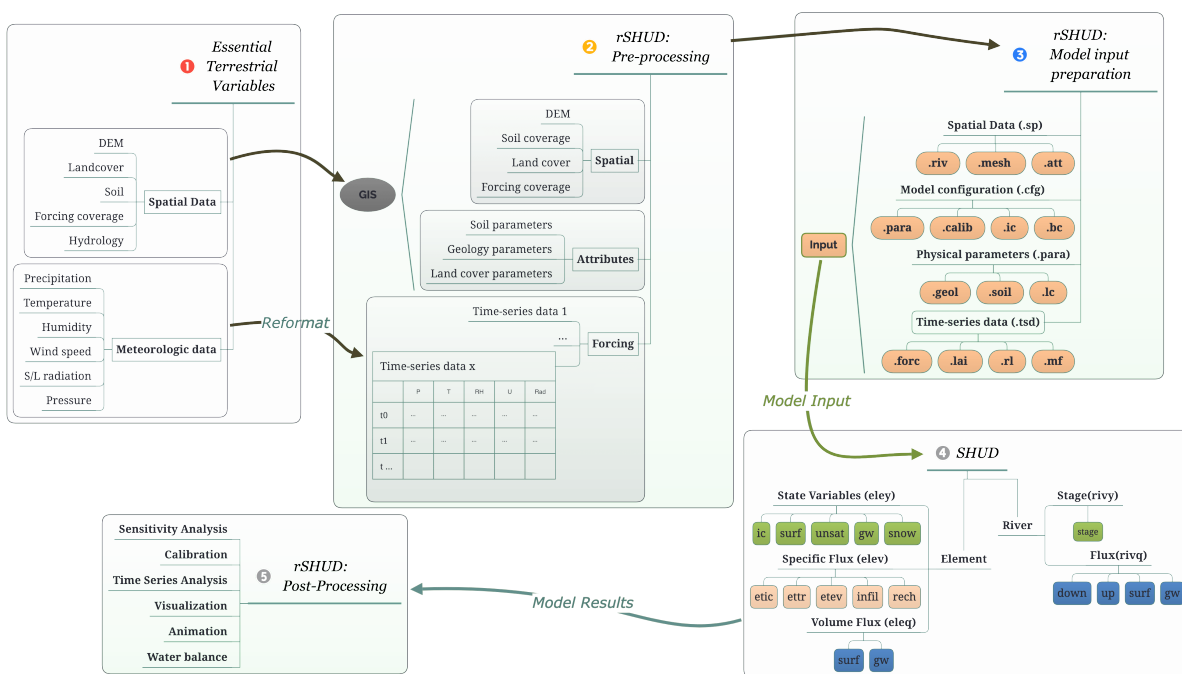 ❶
Essential
Terrestrial
Variables
DEM
Landcover
Soil
Forcing coverage
Hydrology
Spatial Data
Precipitation
Temperature
Humidity
Wind speed
S/L radiation
Pressure
Meteorologic data
Reformat
❷
rSHUD:
Pre-processing
GIS
DEM
Soil coverage
Land cover
Forcing coverage
Spatial
Soil parameters
Geology parameters
Land cover parameters
Attributes
Time-series data 1
...
Forcing
Time-series data x
P T RH U Rad
t0 ... ... ... ... ...
t1 ... ... ... ... ...
t ...
❸
rSHUD:
Model input
preparation
Input
Spatial Data (.sp)
.riv .mesh .att
Model configuration (.cfg)
.para .calib .ic .bc
Physical parameters (.para)
.geol .soil .lc
Time-series data (.tsd)
.forc .lai .rl .mf
Model Input
❹ SHUD
State Variables (eley)
ic surf unsat gw snow
Specific Flux (elev)
etic ettr etev infil rech
Volume Flux (eleq)
surf gw
Element
River
Stage(rivy)
stage
Flux(rivq)
down up surf gw
Model Results
❺
rSHUD:
Post-Processing
Sensitivity Analysis
Calibration
Time Series Analysis
Visualization
Animation
Water balance